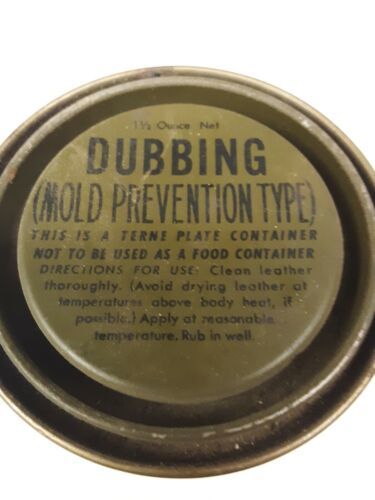 1½ Ounce Net
DUBBING
(MOLD PREVENTION TYPE)
THIS IS A TERNE PLATE CONTAINER
NOT TO BE USED AS A FOOD CONTAINER
DIRECTIONS FOR USE: Clean leather
thoroughly. (Avoid drying leather at
temperatures above body heat, if
possible.) Apply at reasonable
temperature. Rub in well.